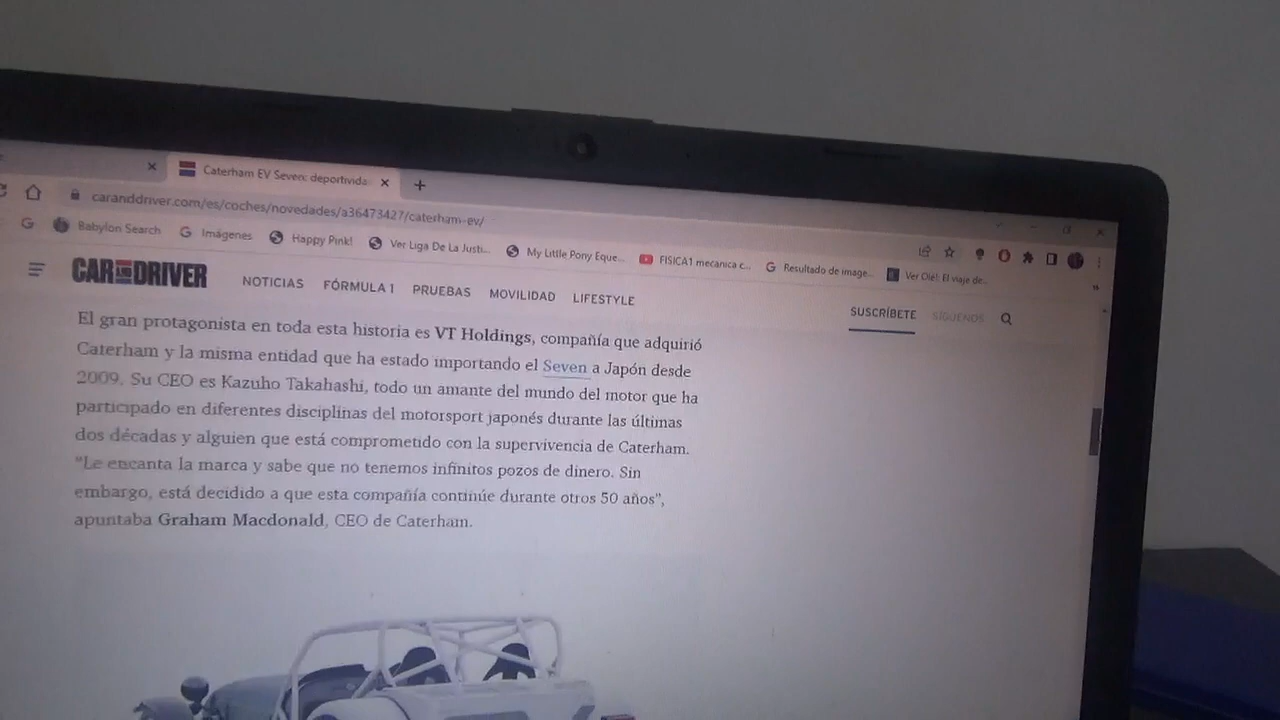 Caterham EV Seven: deportivida
caranddriver.com/es/coches/novedades/a36473427/caterham-ev/
Babylon Search Imágenes Happy Pink! Ver Liga De La Justi... My Little Pony Eque... FISICA1 mecanica c... Resultado de image... Ver Olé!: El viaje de...
CAR AND DRIVER NOTICIAS FÓRMULA 1 PRUEBAS MOVILIDAD LIFESTYLE SUSCRÍBETE SÍGUENOS
El gran protagonista en toda esta historia es VT Holdings, compañía que adquirió
Caterham y la misma entidad que ha estado importando el Seven a Japón desde
2009. Su CEO es Kazuho Takahashi, todo un amante del mundo del motor que ha
participado en diferentes disciplinas del motorsport japonés durante las últimas
dos décadas y alguien que está comprometido con la supervivencia de Caterham.
"Le encanta la marca y sabe que no tenemos infinitos pozos de dinero. Sin
embargo, está decidido a que esta compañía continúe durante otros 50 años",
apuntaba Graham Macdonald, CEO de Caterham.